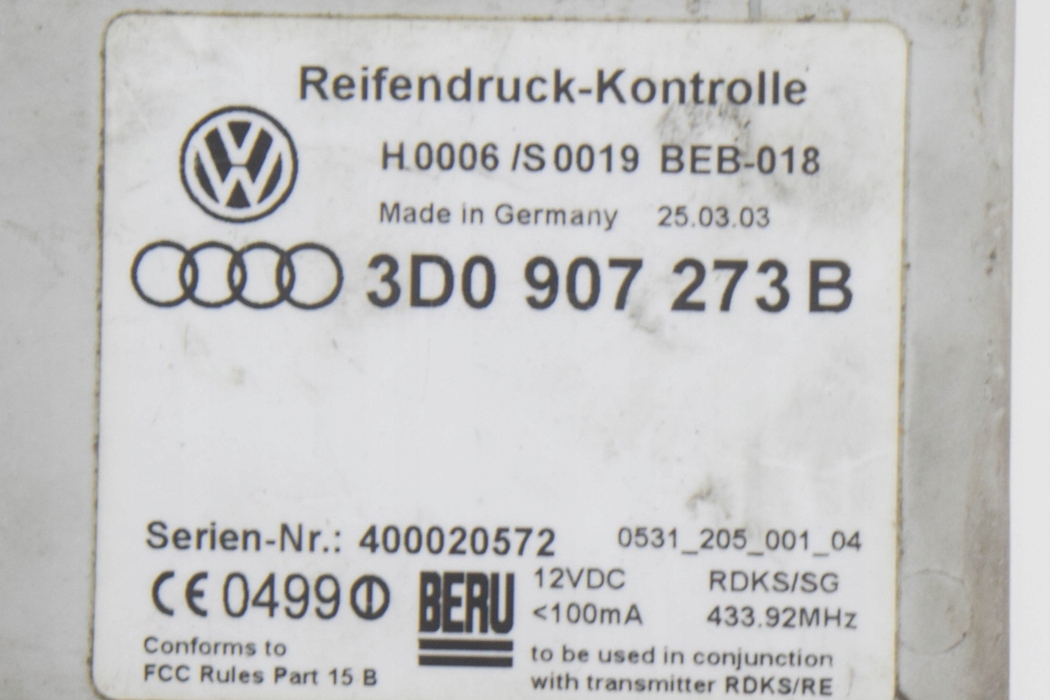 Reifendruck-Kontrolle
H.0006 /S0019 BEB-018
Made in Germany 25.03.03
3D0 907 273 B
Serien-Nr.: 400020572 0531_205_001_04
CE 0499 BERU 12VDC RDKS/SG
<100mA 433.92MHz
Conforms to
FCC Rules Part 15 B
to be used in conjunction
with transmitter RDKS/RE